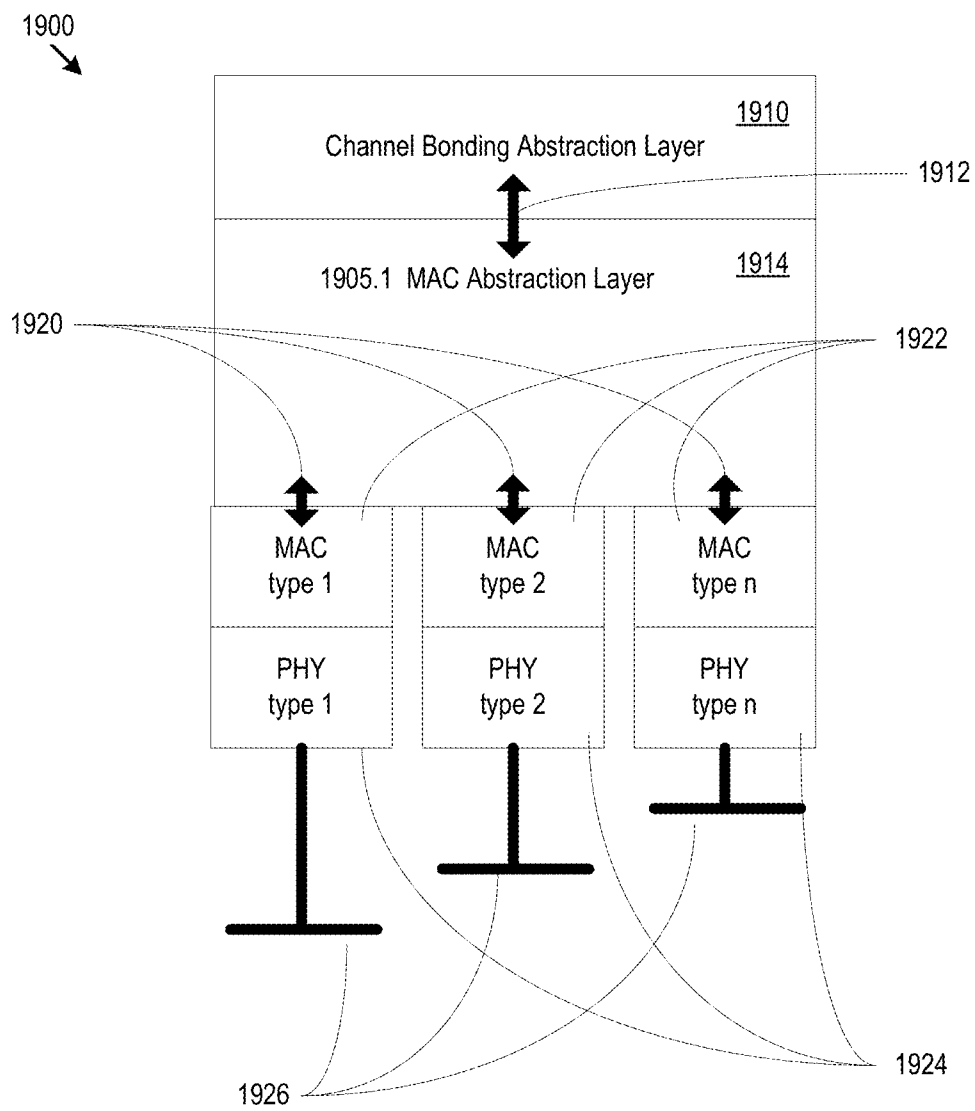 1900
1910
Channel Bonding Abstraction Layer
1912
1914
1905.1 MAC Abstraction Layer
1920
1922
MAC
type 1
MAC
type 2
MAC
type n
PHY
type 1
PHY
type 2
PHY
type n
1924
1926